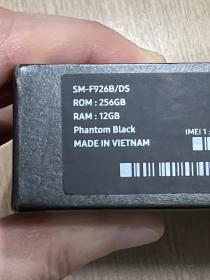 SM-F926B/DS
ROM : 256GB
RAM : 12GB
Phantom Black
MADE IN VIETNAM
IMEI 1 :